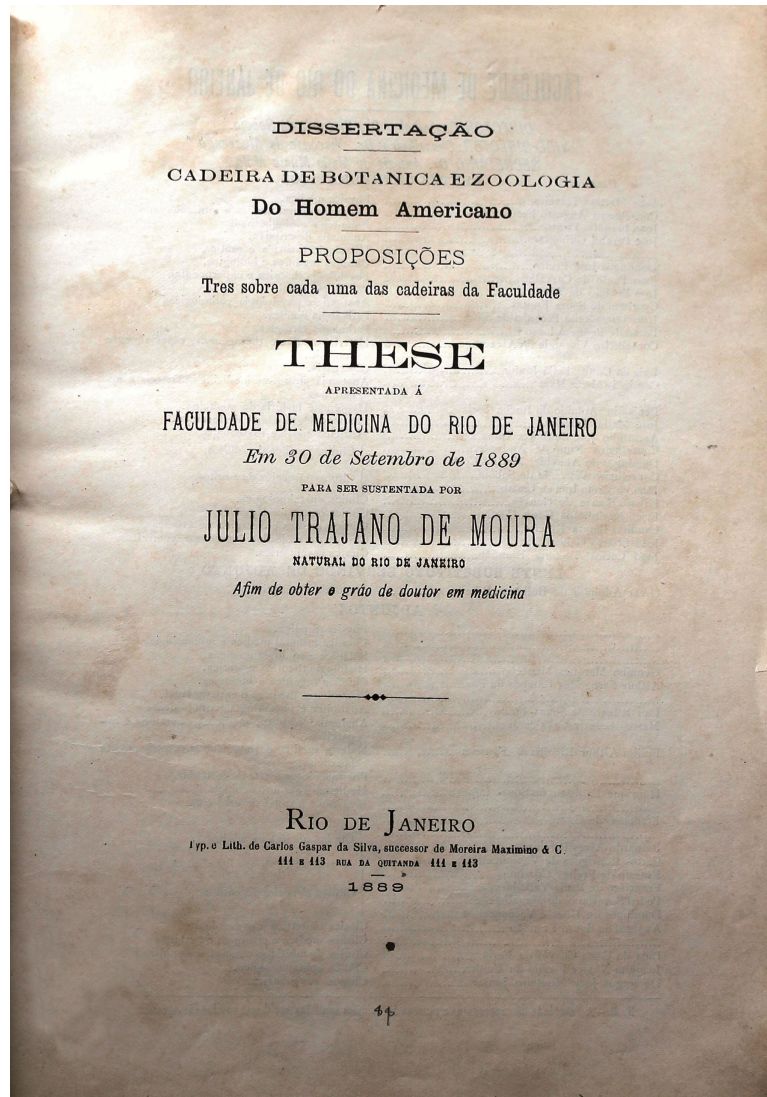 DISSERTAÇÃO
CADEIRA DE BOTANICA E ZOOLOGIA
Do Homem Americano
PROPOSIÇÕES
Tres sobre cada uma das cadeiras da Faculdade
THESE
APRESENTADA Á
FACULDADE DE MEDICINA DO RIO DE JANEIRO
Em 30 de Setembro de 1889
PARA SER SUSTENTADA POR
JULIO TRAJANO DE MOURA
NATURAL DO RIO DE JANEIRO
Afim de obter o gráo de doutor em medicina
RIO DE JANEIRO
Typ. e Lith. de Carlos Gaspar da Silva, successor de Moreira Maximino & C.
111 E 113 RUA DA QUITANDA 111 E 113
1889